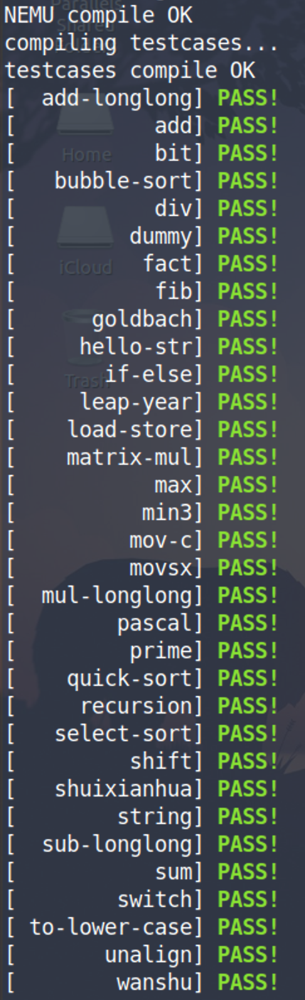 NEMU compile OK
compiling testcases...
testcases compile OK
[  add-longlong] PASS!
[           add] PASS!
[           bit] PASS!
[   bubble-sort] PASS!
[           div] PASS!
[         dummy] PASS!
[          fact] PASS!
[           fib] PASS!
[      goldbach] PASS!
[     hello-str] PASS!
[       if-else] PASS!
[     leap-year] PASS!
[    load-store] PASS!
[    matrix-mul] PASS!
[           max] PASS!
[          min3] PASS!
[         mov-c] PASS!
[         movsx] PASS!
[  mul-longlong] PASS!
[        pascal] PASS!
[         prime] PASS!
[    quick-sort] PASS!
[     recursion] PASS!
[   select-sort] PASS!
[         shift] PASS!
[   shuixianhua] PASS!
[        string] PASS!
[  sub-longlong] PASS!
[           sum] PASS!
[        switch] PASS!
[ to-lower-case] PASS!
[       unalign] PASS!
[        wanshu] PASS!
Parallels
Shared
Folders
Home
iCloud
Trash